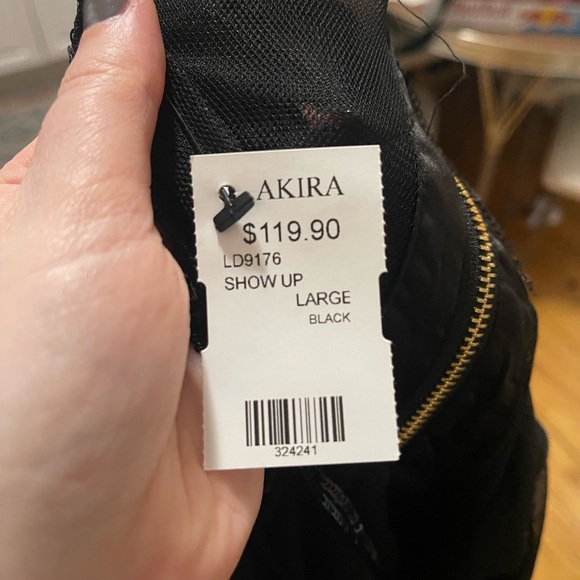 AKIRA
$119.90
LD9176
SHOW UP
LARGE
BLACK
324241